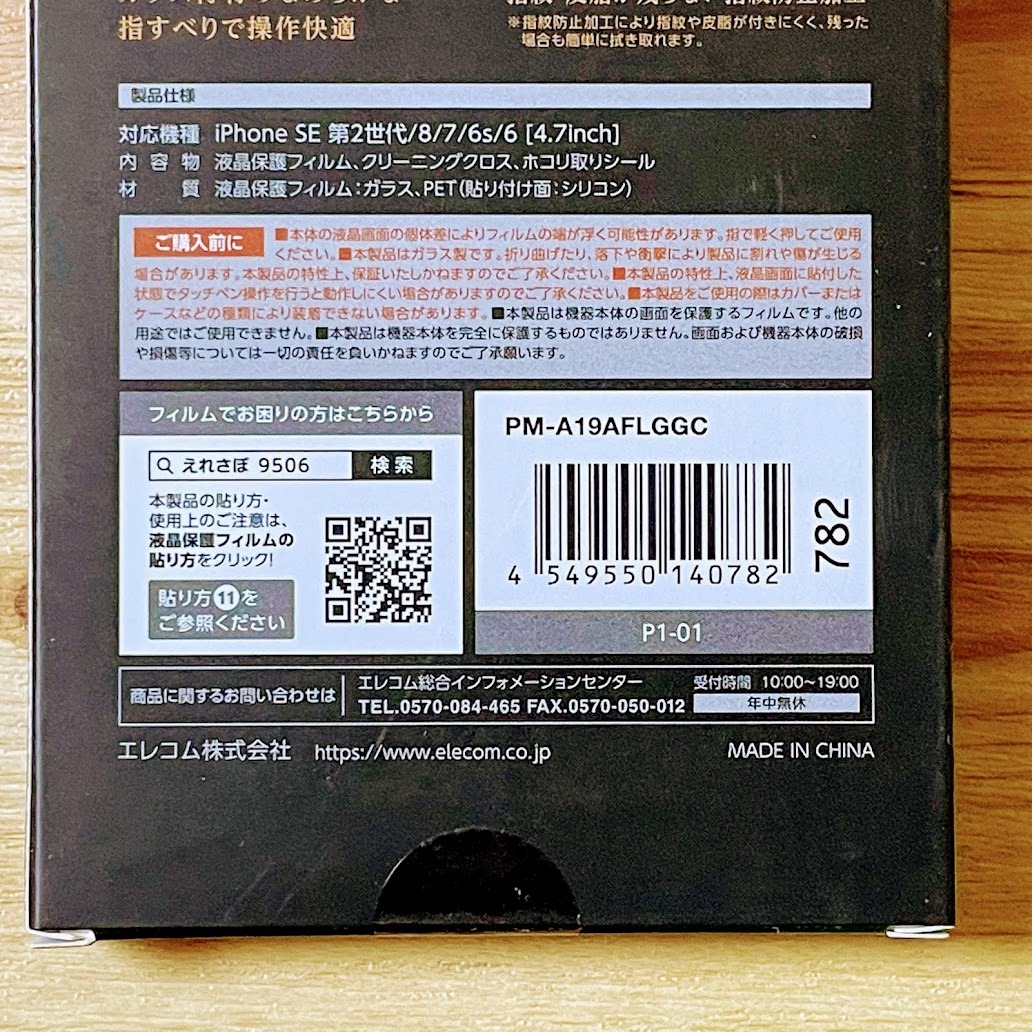 指すべりで操作快適
※指紋防止加工により指紋や皮脂が付きにくく、残った
場合も簡単に拭き取れます。
製品仕様
対応機種 iPhone SE 第2世代/8/7/6s/6 [4.7inch]
内容物 液晶保護フィルム、クリーニングクロス、ホコリ取りシール
材質 液晶保護フィルム:ガラス、PET(貼り付け面:シリコン)
ご購入前に ■本体の液晶画面の個体差によりフィルムの端が浮く可能性があります。指で軽く押してご使用
ください。■本製品はガラス製です。折り曲げたり、落下や衝撃により製品に割れや傷が生じる
場合があります。本製品の特性上、保証いたしかねますのでご了承ください。■本製品の特性上、液晶画面に貼付した
状態でタッチペン操作を行うと動作しにくい場合がありますのでご了承ください。■本製品をご使用の際はカバーまたは
ケースなどの種類により装着できない場合があります。■本製品は機器本体の画面を保護するフィルムです。他の
用途ではご使用できません。■本製品は機器本体を完全に保護するものではありません。画面および機器本体の破損
や損傷等については一切の責任を負いかねますのでご了承願います。
フィルムでお困りの方はこちらから
えれさぽ 9506 検索
本製品の貼り方・
使用上のご注意は、
液晶保護フィルムの
貼り方をクリック!
貼り方⑪を
ご参照ください
PM-A19AFLGGC
4 549550 140782
782
P1-01
商品に関するお問い合わせは
エレコム総合インフォメーションセンター
TEL.0570-084-465 FAX.0570-050-012
受付時間 10:00~19:00
年中無休
エレコム株式会社 https://www.elecom.co.jp
MADE IN CHINA